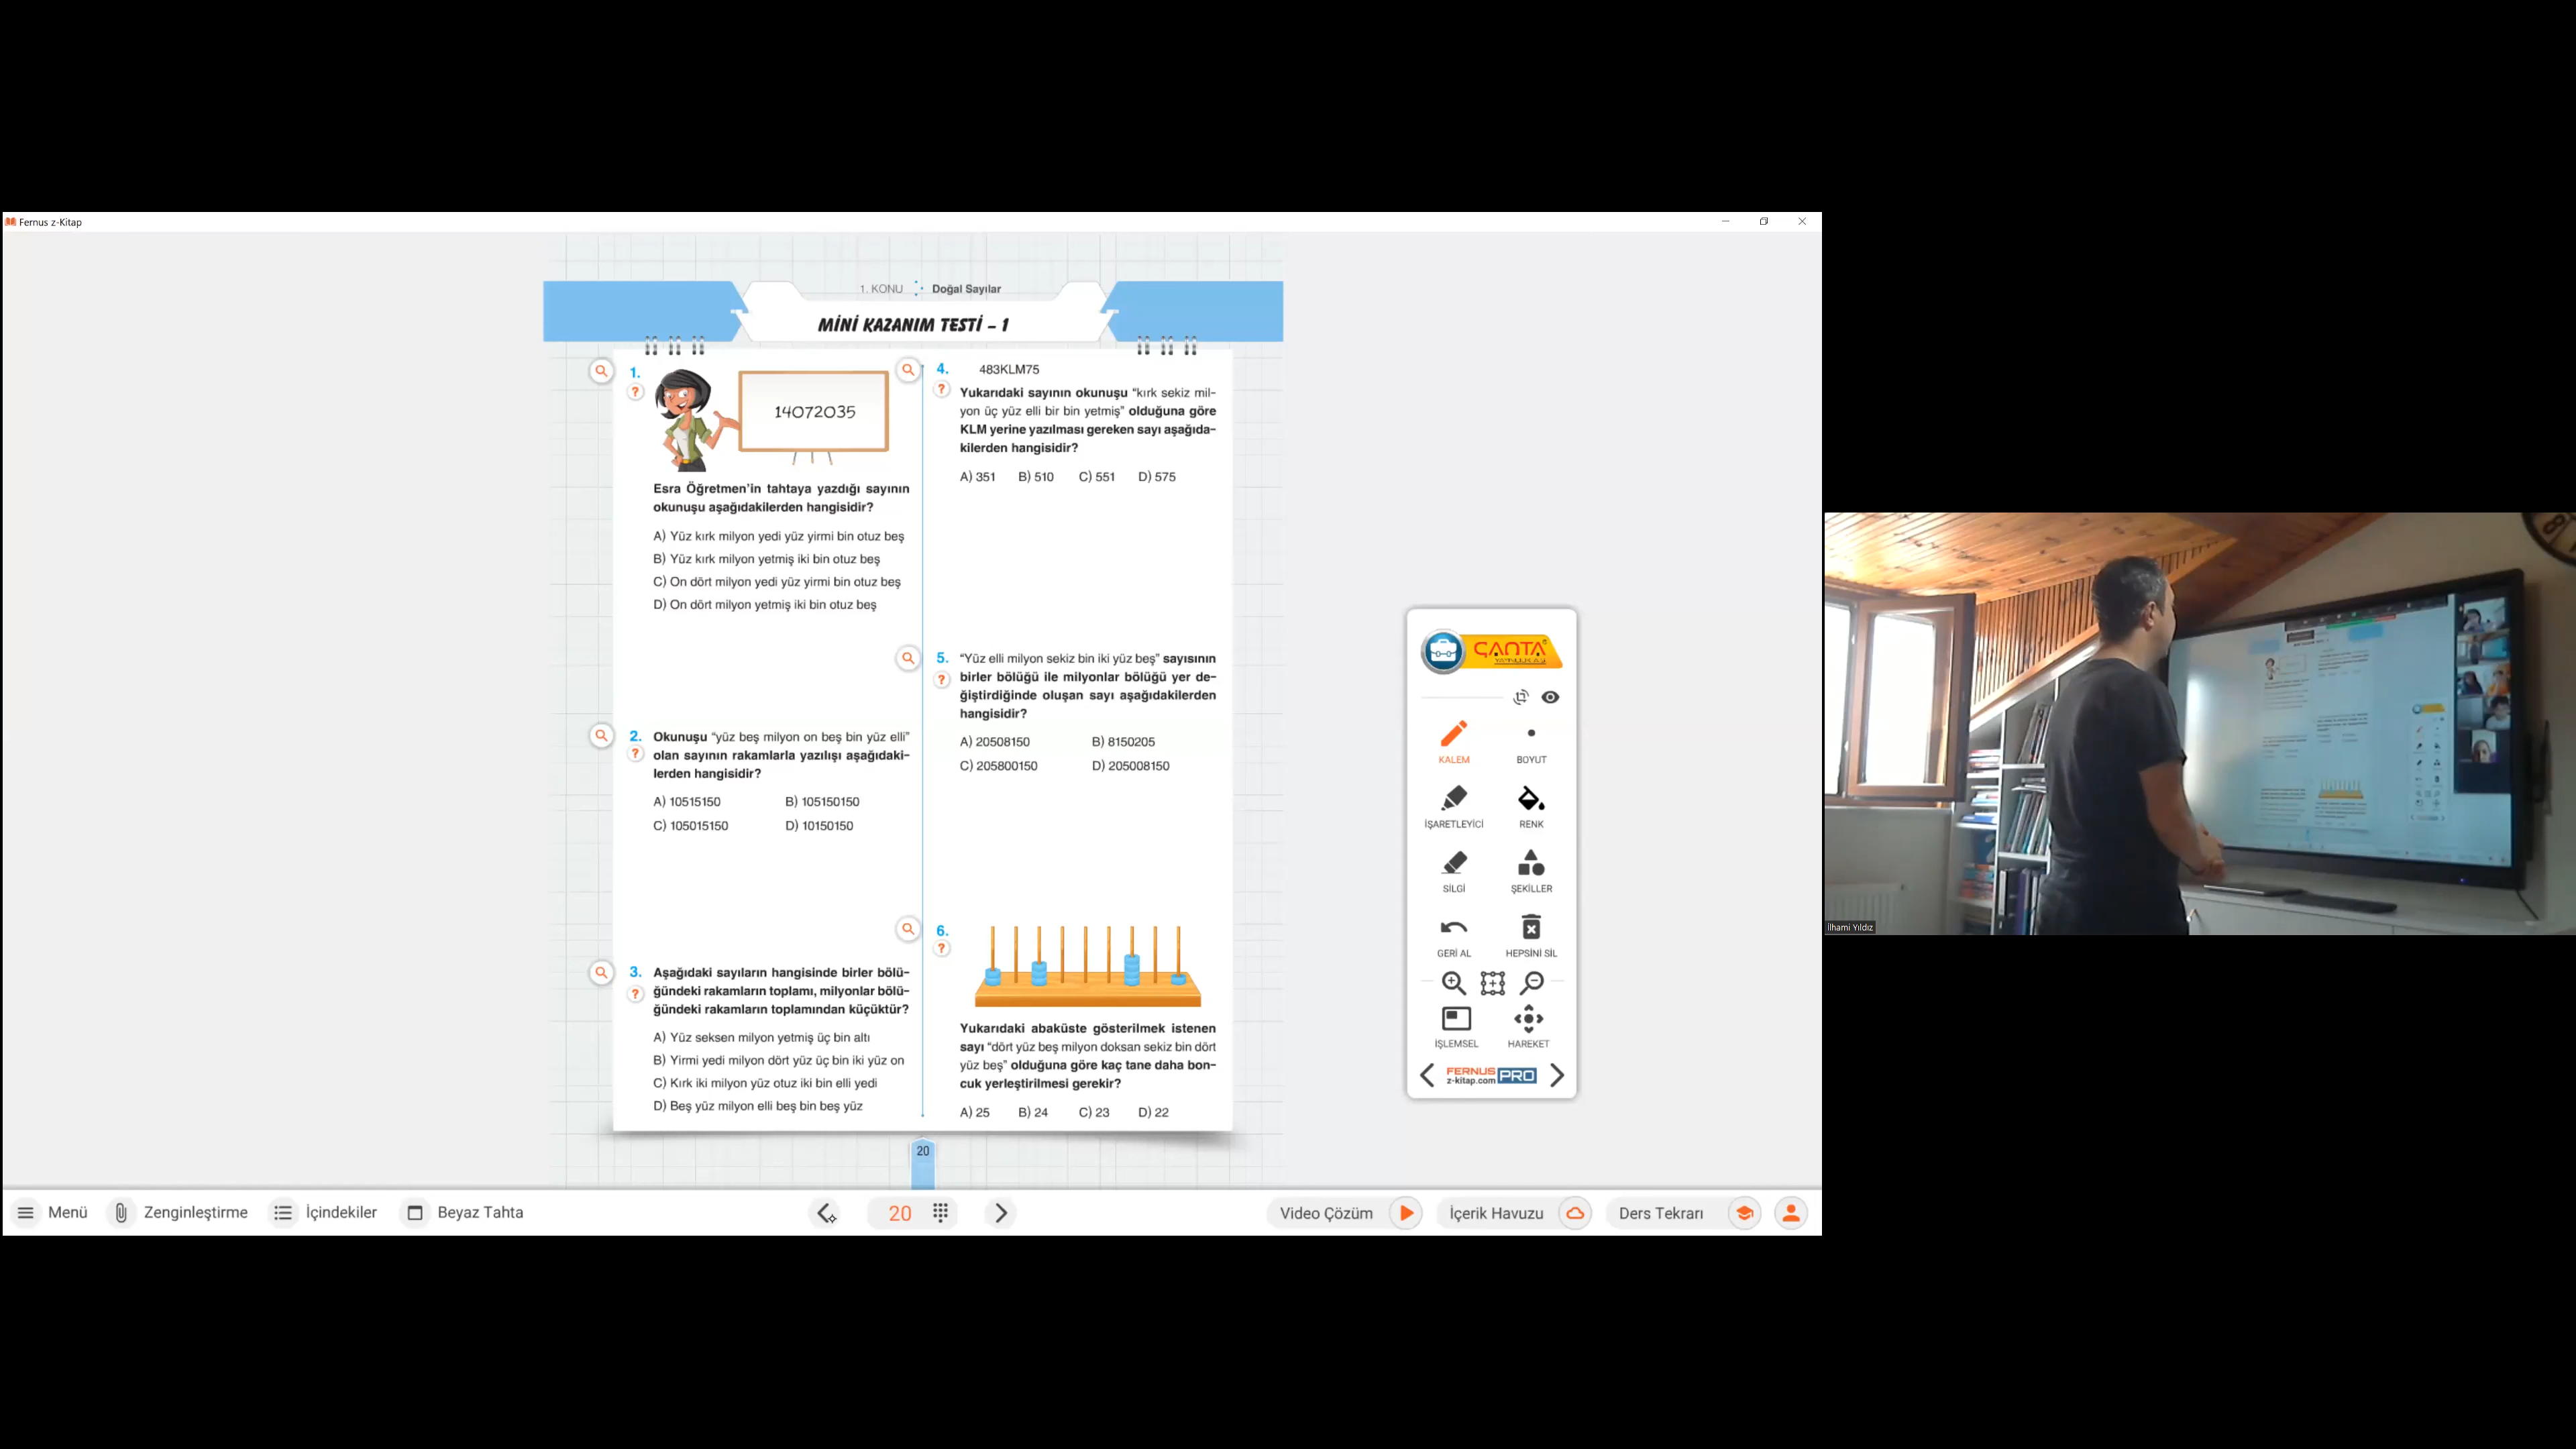 Fernus z-Kitap
1. KONU Doğal Sayılar
MİNİ KAZANIM TESTİ – 1
1.
14072035
Esra Öğretmen'in tahtaya yazdığı sayının
okunuşu aşağıdakilerden hangisidir?
A) Yüz kırk milyon yedi yüz yirmi bin otuz beş
B) Yüz kırk milyon yetmiş iki bin otuz beş
C) On dört milyon yedi yüz yirmi bin otuz beş
D) On dört milyon yetmiş iki bin otuz beş
2. Okunuşu "yüz beş milyon on beş bin yüz elli"
olan sayının rakamlarla yazılışı aşağıdaki-
lerden hangisidir?
A) 10515150 B) 105150150
C) 105015150 D) 10150150
3. Aşağıdaki sayıların hangisinde birler bölü-
ğündeki rakamların toplamı, milyonlar bölü-
ğündeki rakamların toplamından küçüktür?
A) Yüz seksen milyon yetmiş üç bin altı
B) Yirmi yedi milyon dört yüz üç bin iki yüz on
C) Kırk iki milyon yüz otuz iki bin elli yedi
D) Beş yüz milyon elli beş bin beş yüz
4. 483KLM75
Yukarıdaki sayının okunuşu "kırk sekiz mil-
yon üç yüz elli bir bin yetmiş" olduğuna göre
KLM yerine yazılması gereken sayı aşağıda-
kilerden hangisidir?
A) 351 B) 510 C) 551 D) 575
5. "Yüz elli milyon sekiz bin iki yüz beş" sayısının
birler bölüğü ile milyonlar bölüğü yer de-
ğiştirdiğinde oluşan sayı aşağıdakilerden
hangisidir?
A) 20508150 B) 8150205
C) 205800150 D) 205008150
6.
Yukarıdaki abaküste gösterilmek istenen
sayı "dört yüz beş milyon doksan sekiz bin dört
yüz beş" olduğuna göre kaç tane daha bon-
cuk yerleştirilmesi gerekir?
A) 25 B) 24 C) 23 D) 22
20
ÇANTA
YAYINLARI
KALEM BOYUT
İŞARETLEYİCİ RENK
SİLGİ ŞEKİLLER
GERİ AL HEPSİNİ SİL
İŞLEMSEL HAREKET
FERNUS
z-kitap.com PRO
Menü Zenginleştirme İçindekiler Beyaz Tahta 20 Video Çözüm İçerik Havuzu Ders Tekrarı
İlhami Yıldız